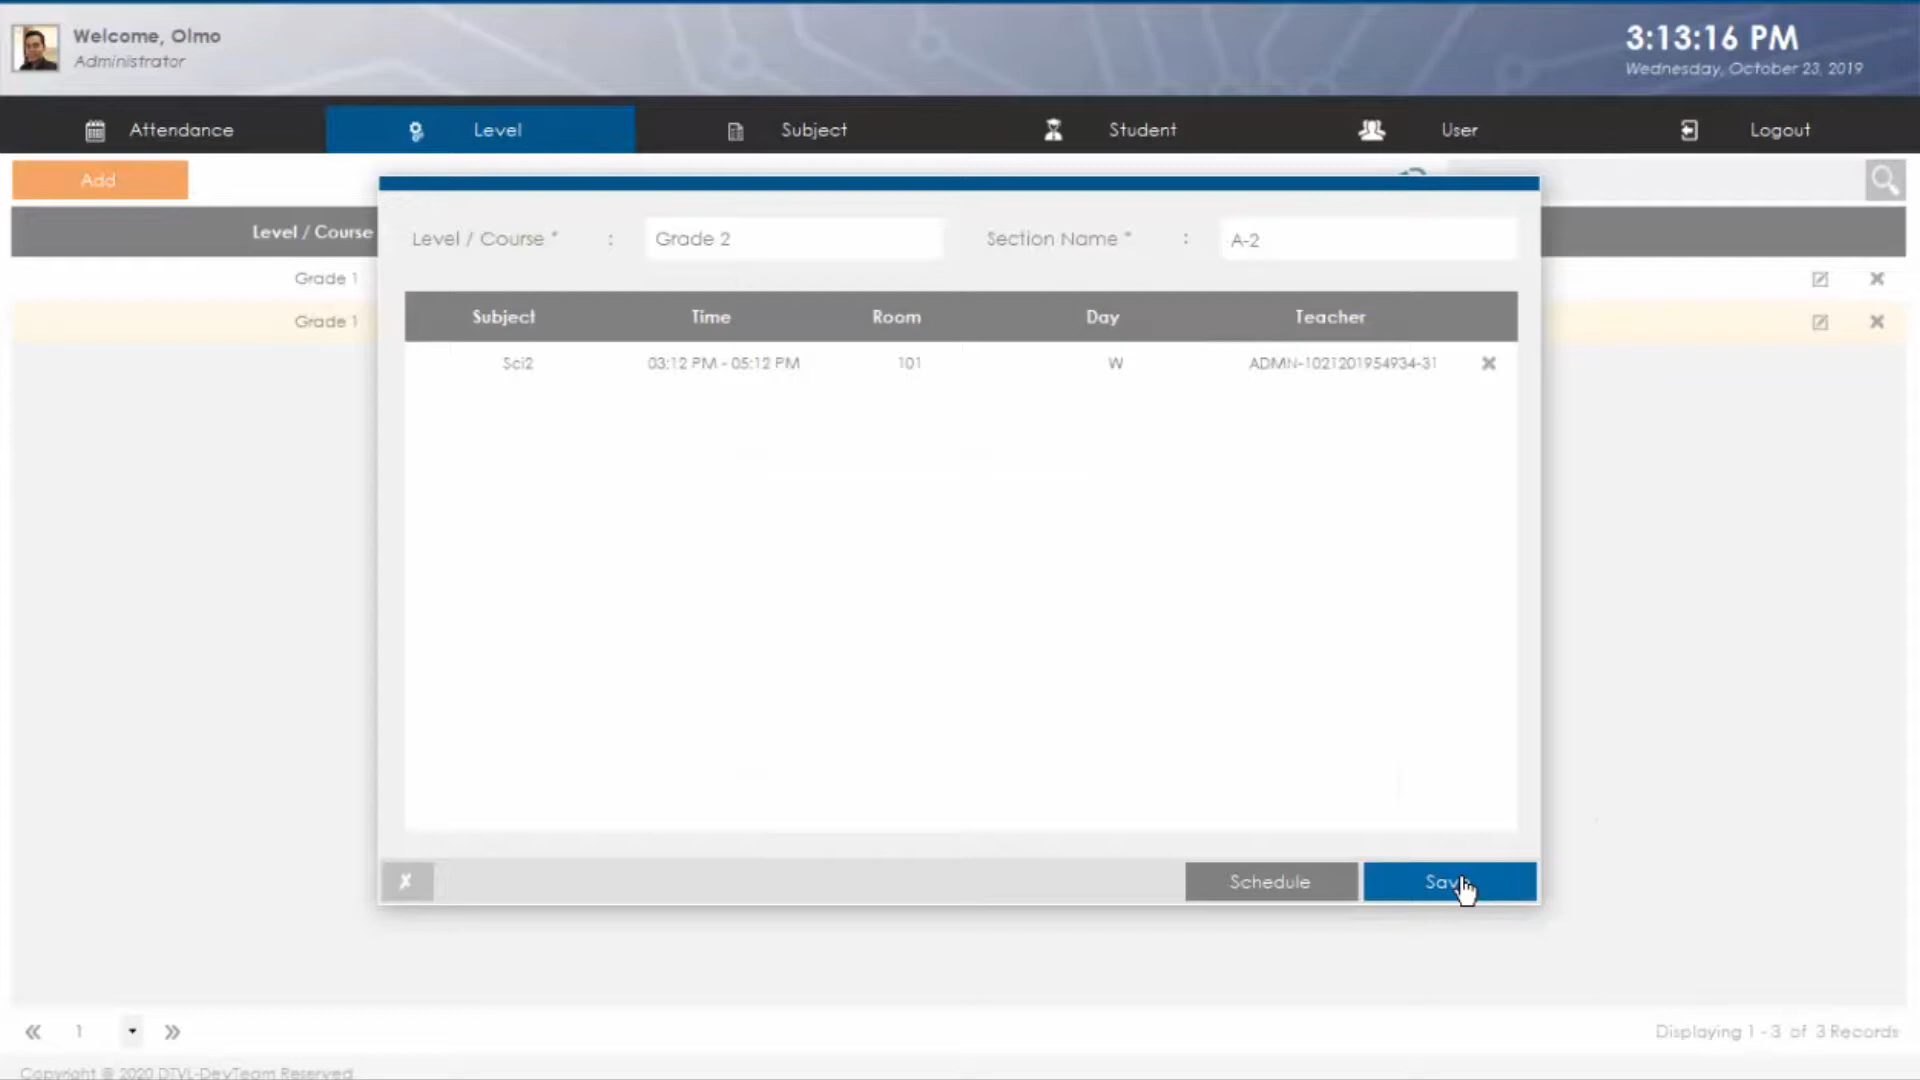 Welcome, Olmo
Administrator
3:13:16 PM
Wednesday, October 23, 2019
Attendance
Level
Subject
Student
User
Logout
Add
Level / Course
Grade 1
Grade 1
Level / Course * : Grade 2
Section Name * : A-2
Subject Time Room Day Teacher
Sci2 03:12 PM - 05:12 PM 101 W ADMN-1021201954934-31
Schedule
Save
1
Displaying 1 - 3 of 3 Records
Copyright @ 2020 DTVL-DevTeam Reserved